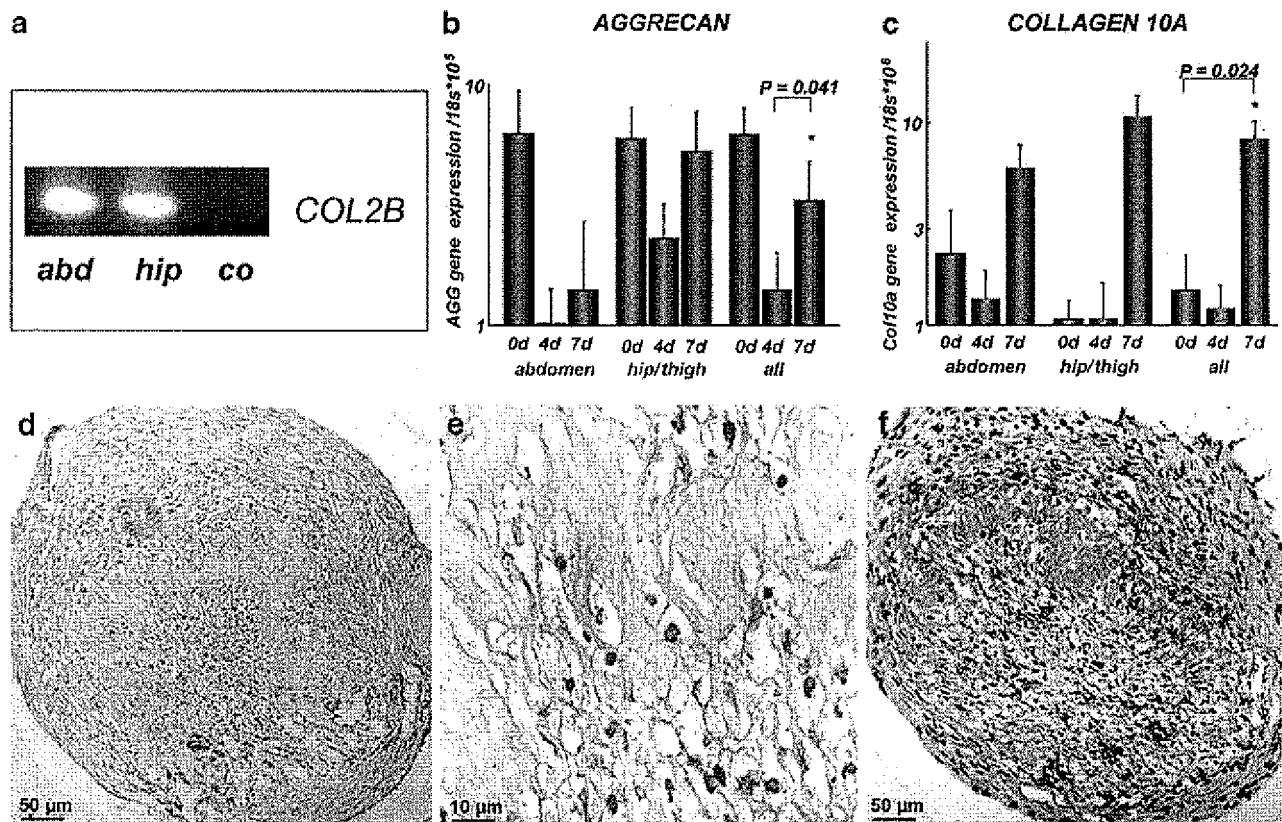 a
COL2B
abd hip co
b
AGGRECAN
AGG gene expression /18s*10^5
10
1
P = 0.041
*
0d 4d 7d 0d 4d 7d 0d 4d 7d
abdomen hip/thigh all
c
COLLAGEN 10A
Col10a gene expression/18s*10^6
10
3
1
P = 0.024
*
0d 4d 7d 0d 4d 7d 0d 4d 7d
abdomen hip/thigh all
d
50 µm
e
10 µm
f
50 µm